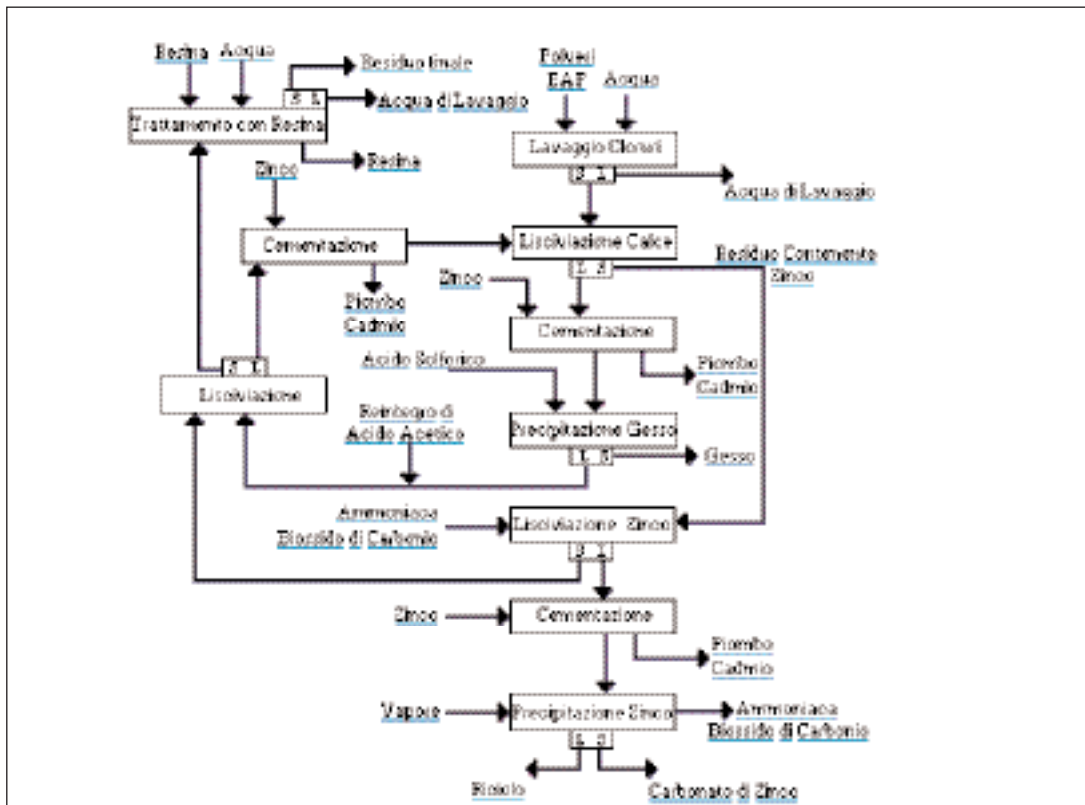 Resina
Acqua
Residuo finale
S L
Acqua di Lavaggio
Trattamento con Resina
Resina
Polveri
EAF
Acqua
Lavaggio Cloruri
S L
Acqua di Lavaggio
Zinco
Cementazione
Piombo
Cadmio
Lisciviazione Calce
L S
Residuo Contenente
Zinco
Zinco
Cementazione
Piombo
Cadmio
S L
Lisciviazione
Acido Solforico
Reintegro di
Acido Acetico
Precipitazione Gesso
L S
Gesso
Ammoniaca
Biossido di Carbonio
Lisciviazione Zinco
S L
Zinco
Cementazione
Piombo
Cadmio
Vapore
Precipitazione Zinco
L S
Ammoniaca
Biossido di Carbonio
Riciclo
Carbonato di Zinco